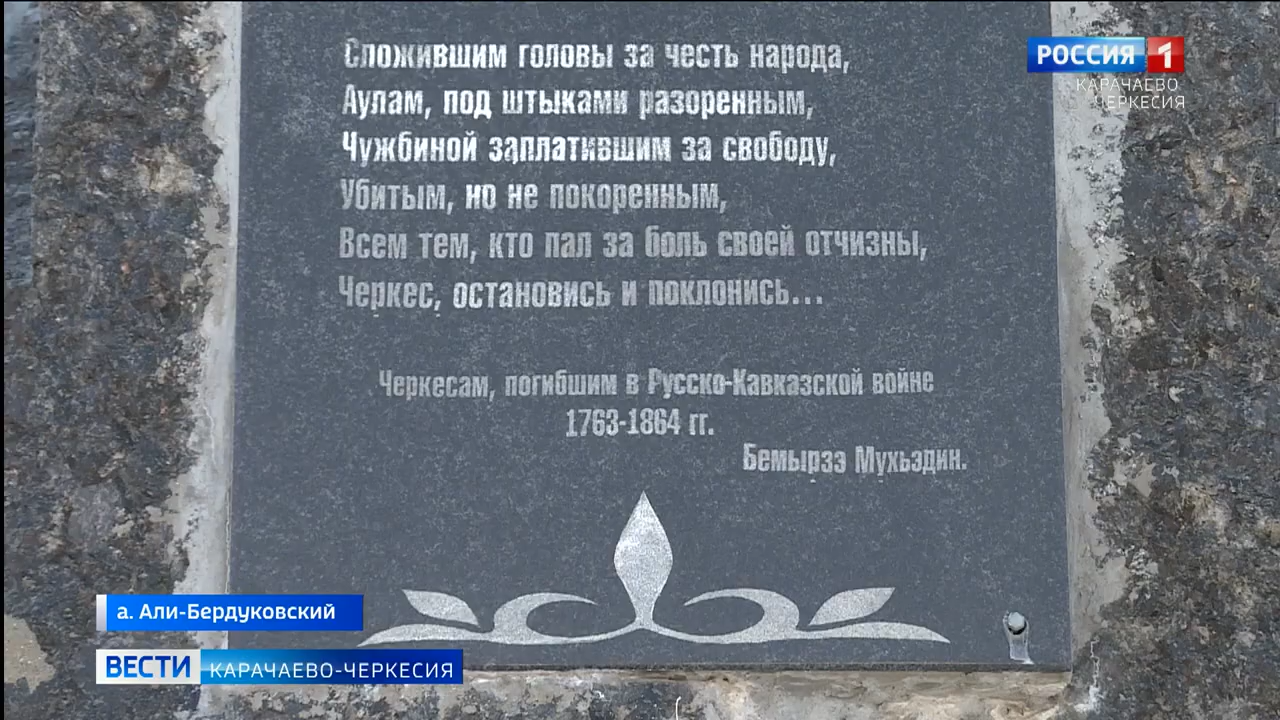 Сложившим головы за честь народа,
Аулам, под штыками разоренным,
Чужбиной заплатившим за свободу,
Убитым, но не покоренным,
Всем тем, кто пал за боль своей отчизны,
Черкес, остановись и поклонись...
Черкесам, погибшим в Русско-Кавказской войне
1763-1864 гг.
Бемырзэ Мухьэдин.
РОССИЯ 1
КАРАЧАЕВО
ЧЕРКЕСИЯ
а. Али-Бердуковский
ВЕСТИ КАРАЧАЕВО-ЧЕРКЕСИЯ